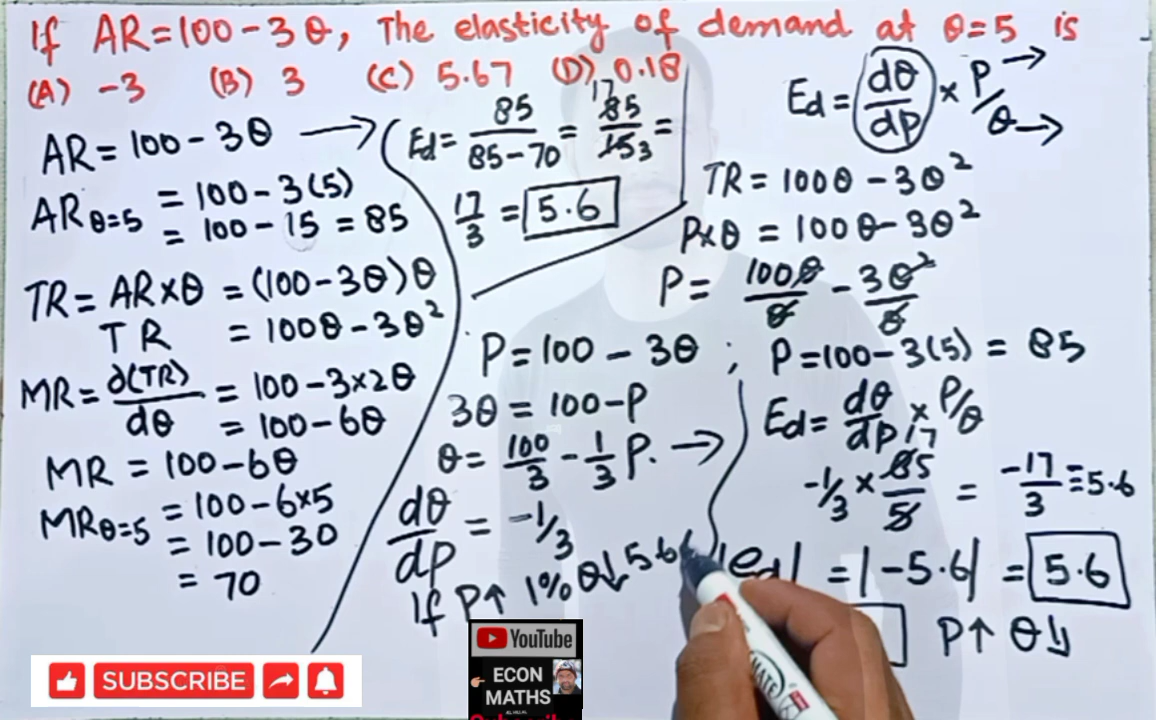 If AR=100-3θ, The elasticity of demand at θ=5 is
(A) -3 (B) 3 (C) 5.67 (D) 0.18
AR = 100-3θ →
AR θ=5 = 100-3(5)
= 100-15 = 85
TR = AR×θ = (100-3θ)θ
TR = 100θ-3θ²
MR = ∂(TR)/dθ = 100-3×2θ
= 100-6θ
MR = 100-6θ
MR θ=5 = 100-6×5
= 100-30
= 70
Ed = 85/85-70 = 17 85/15 3 =
17/3 = 5.6
Ed = (dθ/dp) × P/θ → →
TR = 100θ-3θ²
P×θ = 100θ-3θ²
P = 100θ/θ - 3θ²/θ
P = 100-3θ ; P=100-3(5) = 85
3θ = 100-P
θ = 100/3 - 1/3 P. →
dθ/dp = -1/3
If P↑ 1% θ↓ 5.6
Ed = dθ/dp × P/θ
-1/3 × 17 85/5 = -17/3 = 5.6
|ed| = |-5.6| = 5.6
P↑ θ↓
SUBSCRIBE
YouTube
ECON
MATHS